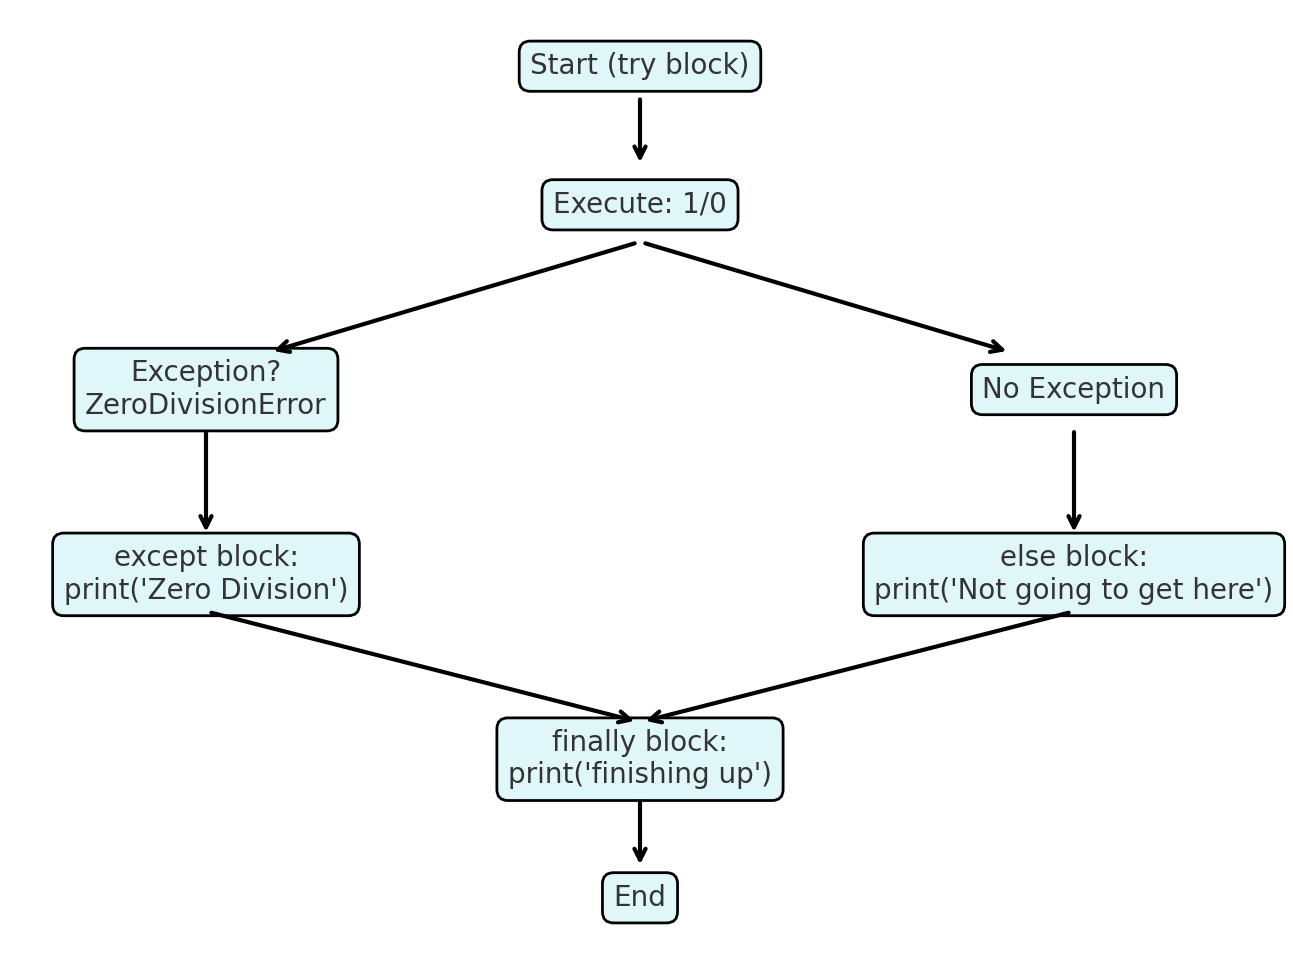 Start (try block)
Execute: 1/0
Exception?
ZeroDivisionError
No Exception
except block:
print('Zero Division')
else block:
print('Not going to get here')
finally block:
print('finishing up')
End